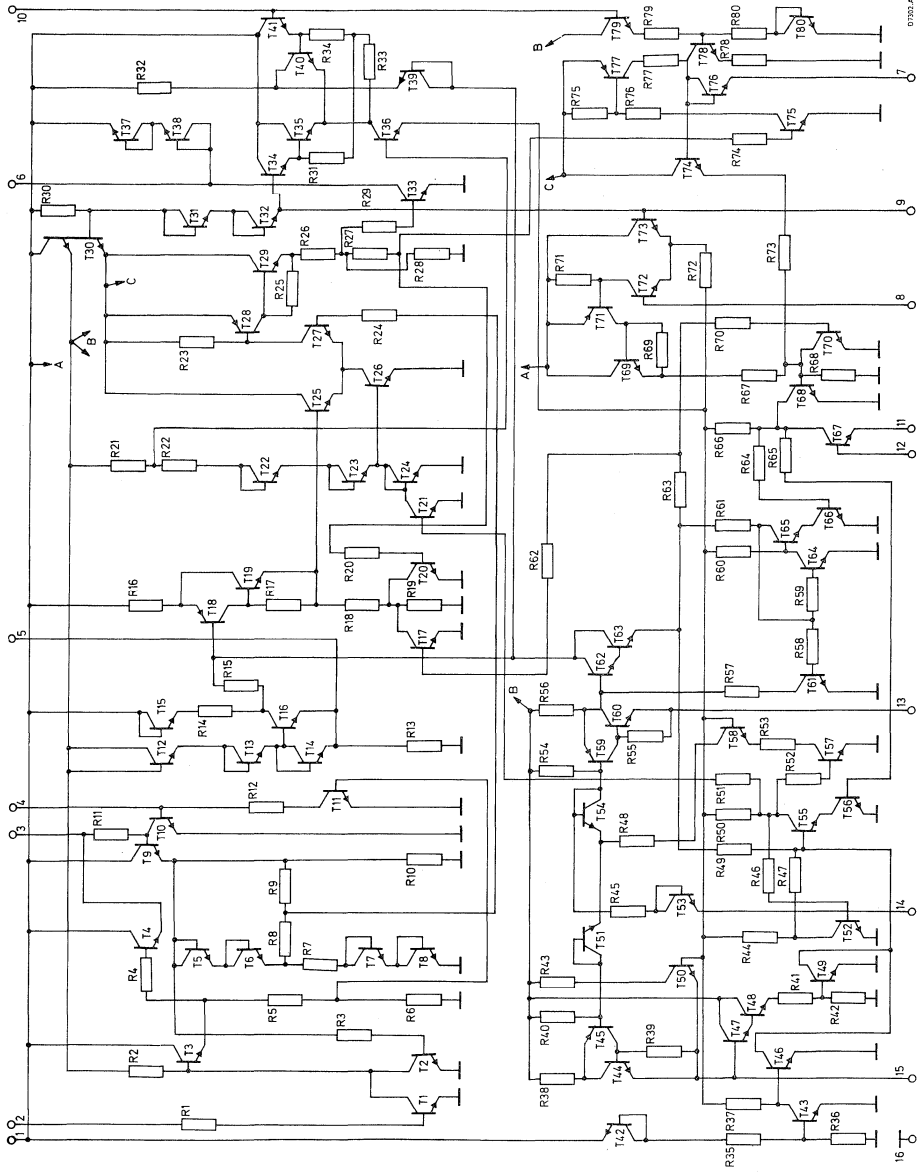 10
6
5
4
3
2
1
T41
T40
R34
R33
R32
T39
T37
T38
T35
T36
T34
R31
R30
T31
T32
T33
R29
T30
T29
R26
R27
R28
R25
C
T28
R23
T27
R24
B
A
T25
T26
R21
R22
T22
T23
T24
T21
R16
T19
R17
T18
R18
R19
R20
T20
T17
R15
T15
R14
T16
T12
T13
T14
R13
R12
T11
R11
T10
T9
R9
R10
R8
T4
R4
T5
T6
R7
T7
T8
R5
R6
R3
T3
R2
T2
R1
T1
D7302.A
T79
R79
R80
T80
B
T78
R78
T77
R77
T76
7
R75
R76
T75
R74
C
T74
9
T73
R73
R71
R72
T72
8
T71
R70
T70
A
R69
T69
R67
R68
T68
R66
11
T67
12
R64
R65
R63
R61
T66
T65
R60
T64
R62
R59
R58
T63
T62
R57
T61
B
R56
T60
13
T59
R55
R54
T58
R53
T57
R52
T54
R51
R50
T56
T55
R48
R49
R46
R47
R45
T53
14
T51
R44
T52
R43
T50
T49
R41
R42
R40
T48
T47
T45
R39
T46
R38
T44
15
R37
T43
T42
R35
R36
16